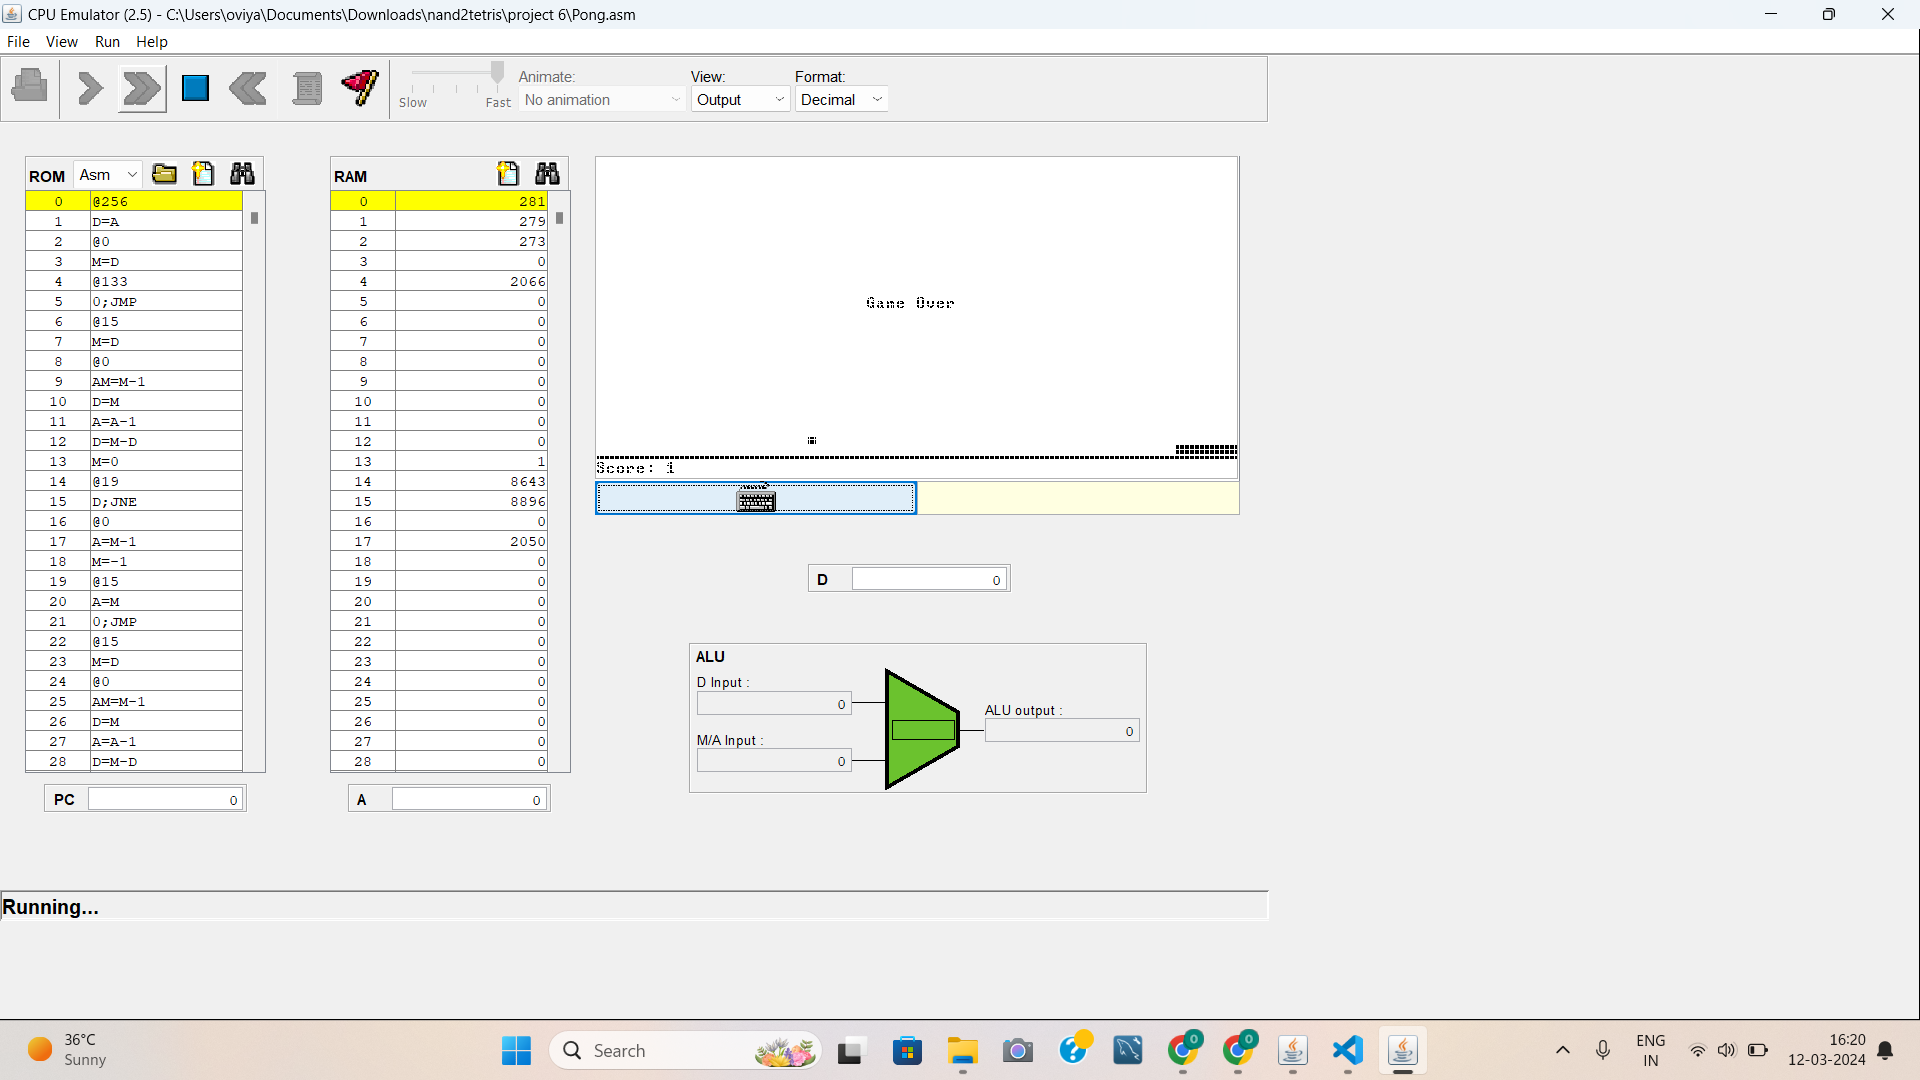 CPU Emulator (2.5) - C:\Users\oviya\Documents\Downloads\nand2tetris\project 6\Pong.asm
File View Run Help
Slow Fast
Animate:
No animation
View:
Output
Format:
Decimal
ROM Asm
0 @256
1 D=A
2 @0
3 M=D
4 @133
5 0;JMP
6 @15
7 M=D
8 @0
9 AM=M-1
10 D=M
11 A=A-1
12 D=M-D
13 M=0
14 @19
15 D;JNE
16 @0
17 A=M-1
18 M=-1
19 @15
20 A=M
21 0;JMP
22 @15
23 M=D
24 @0
25 AM=M-1
26 D=M
27 A=A-1
28 D=M-D
PC 0
RAM
0 281
1 279
2 273
3 0
4 2066
5 0
6 0
7 0
8 0
9 0
10 0
11 0
12 0
13 1
14 8643
15 8896
16 0
17 2050
18 0
19 0
20 0
21 0
22 0
23 0
24 0
25 0
26 0
27 0
28 0
A 0
Game Over
Score: 1
D 0
ALU
D Input :
0
M/A Input :
0
ALU output :
0
Running...
36°C
Sunny
Search
0
0
ENG
IN
16:20
12-03-2024